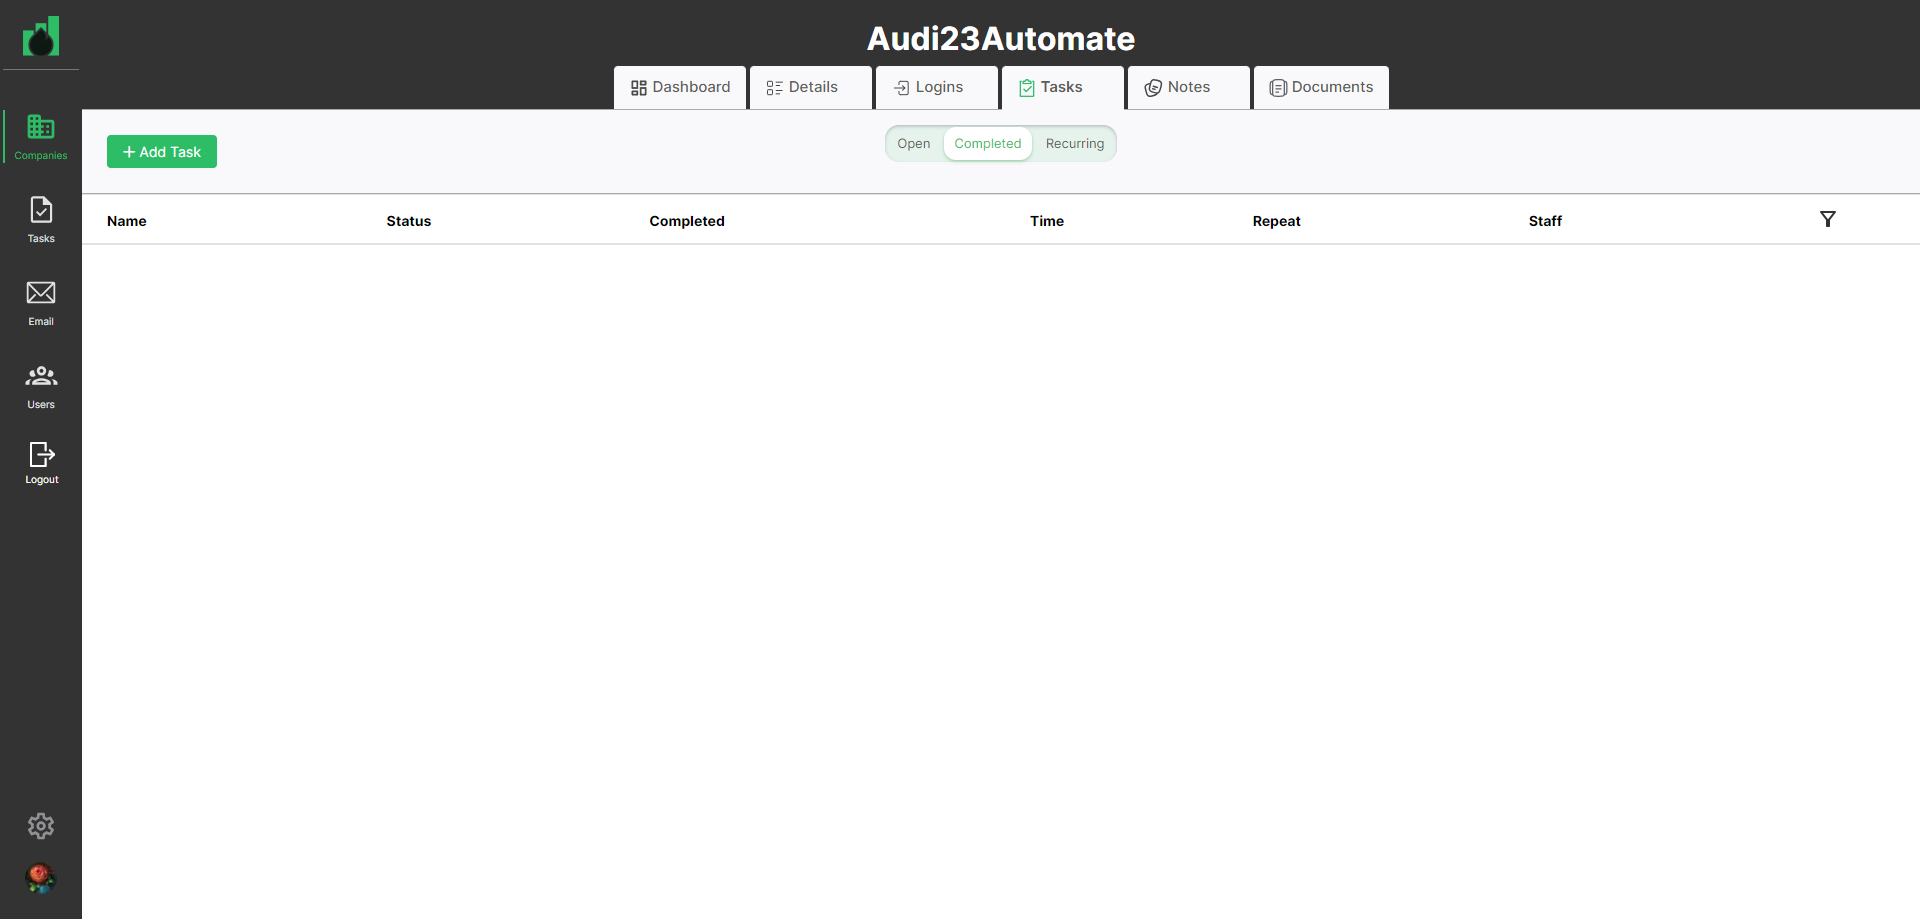 Audi23Automate
Dashboard
Details
Logins
Tasks
Notes
Documents
Companies
Tasks
Email
Users
Logout
+ Add Task
Open
Completed
Recurring
Name
Status
Completed
Time
Repeat
Staff